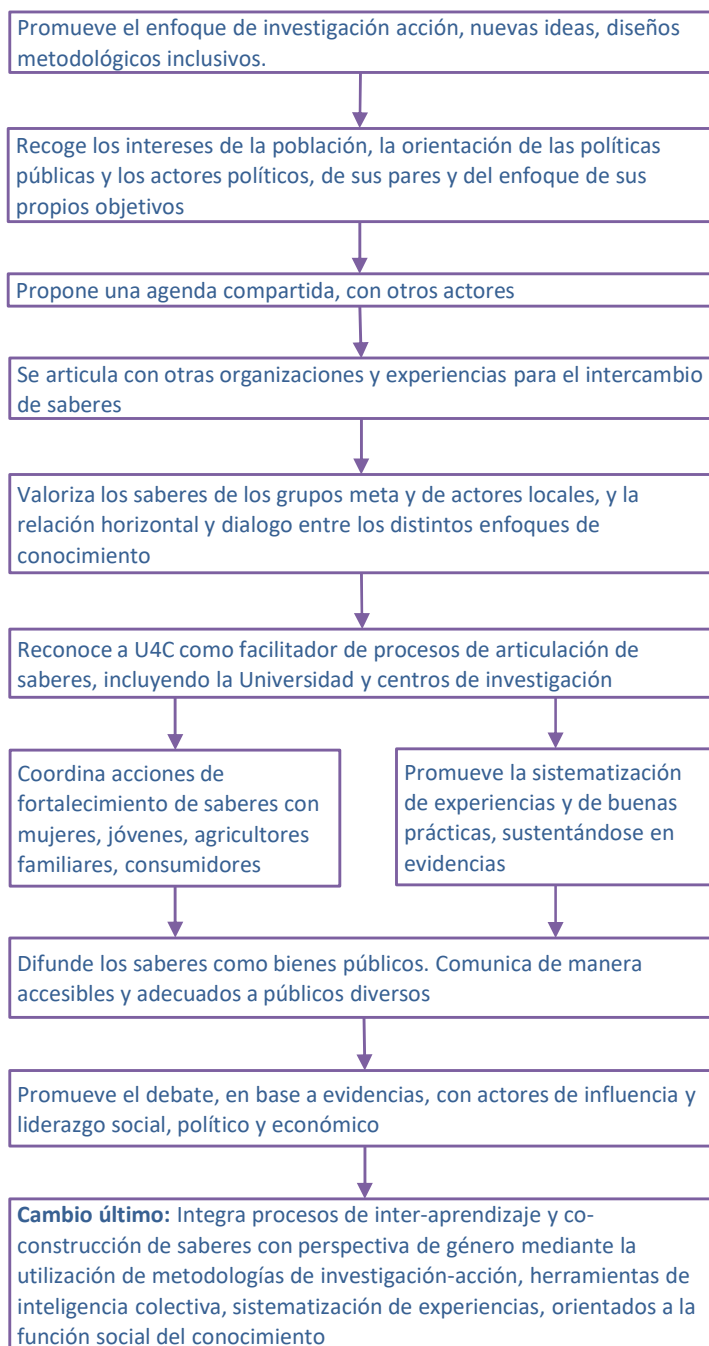 Promueve el enfoque de investigación acción, nuevas ideas, diseños
metodológicos inclusivos.
Recoge los intereses de la población, la orientación de las políticas
públicas y los actores políticos, de sus pares y del enfoque de sus
propios objetivos
Propone una agenda compartida, con otros actores
Se articula con otras organizaciones y experiencias para el intercambio
de saberes
Valoriza los saberes de los grupos meta y de actores locales, y la
relación horizontal y dialogo entre los distintos enfoques de
conocimiento
Reconoce a U4C como facilitador de procesos de articulación de
saberes, incluyendo la Universidad y centros de investigación
Coordina acciones de
fortalecimiento de saberes con
mujeres, jóvenes, agricultores
familiares, consumidores
Promueve la sistematización
de experiencias y de buenas
prácticas, sustentándose en
evidencias
Difunde los saberes como bienes públicos. Comunica de manera
accesibles y adecuados a públicos diversos
Promueve el debate, en base a evidencias, con actores de influencia y
liderazgo social, político y económico
Cambio último: Integra procesos de inter-aprendizaje y co-
construcción de saberes con perspectiva de género mediante la
utilización de metodologías de investigación-acción, herramientas de
inteligencia colectiva, sistematización de experiencias, orientados a la
función social del conocimiento